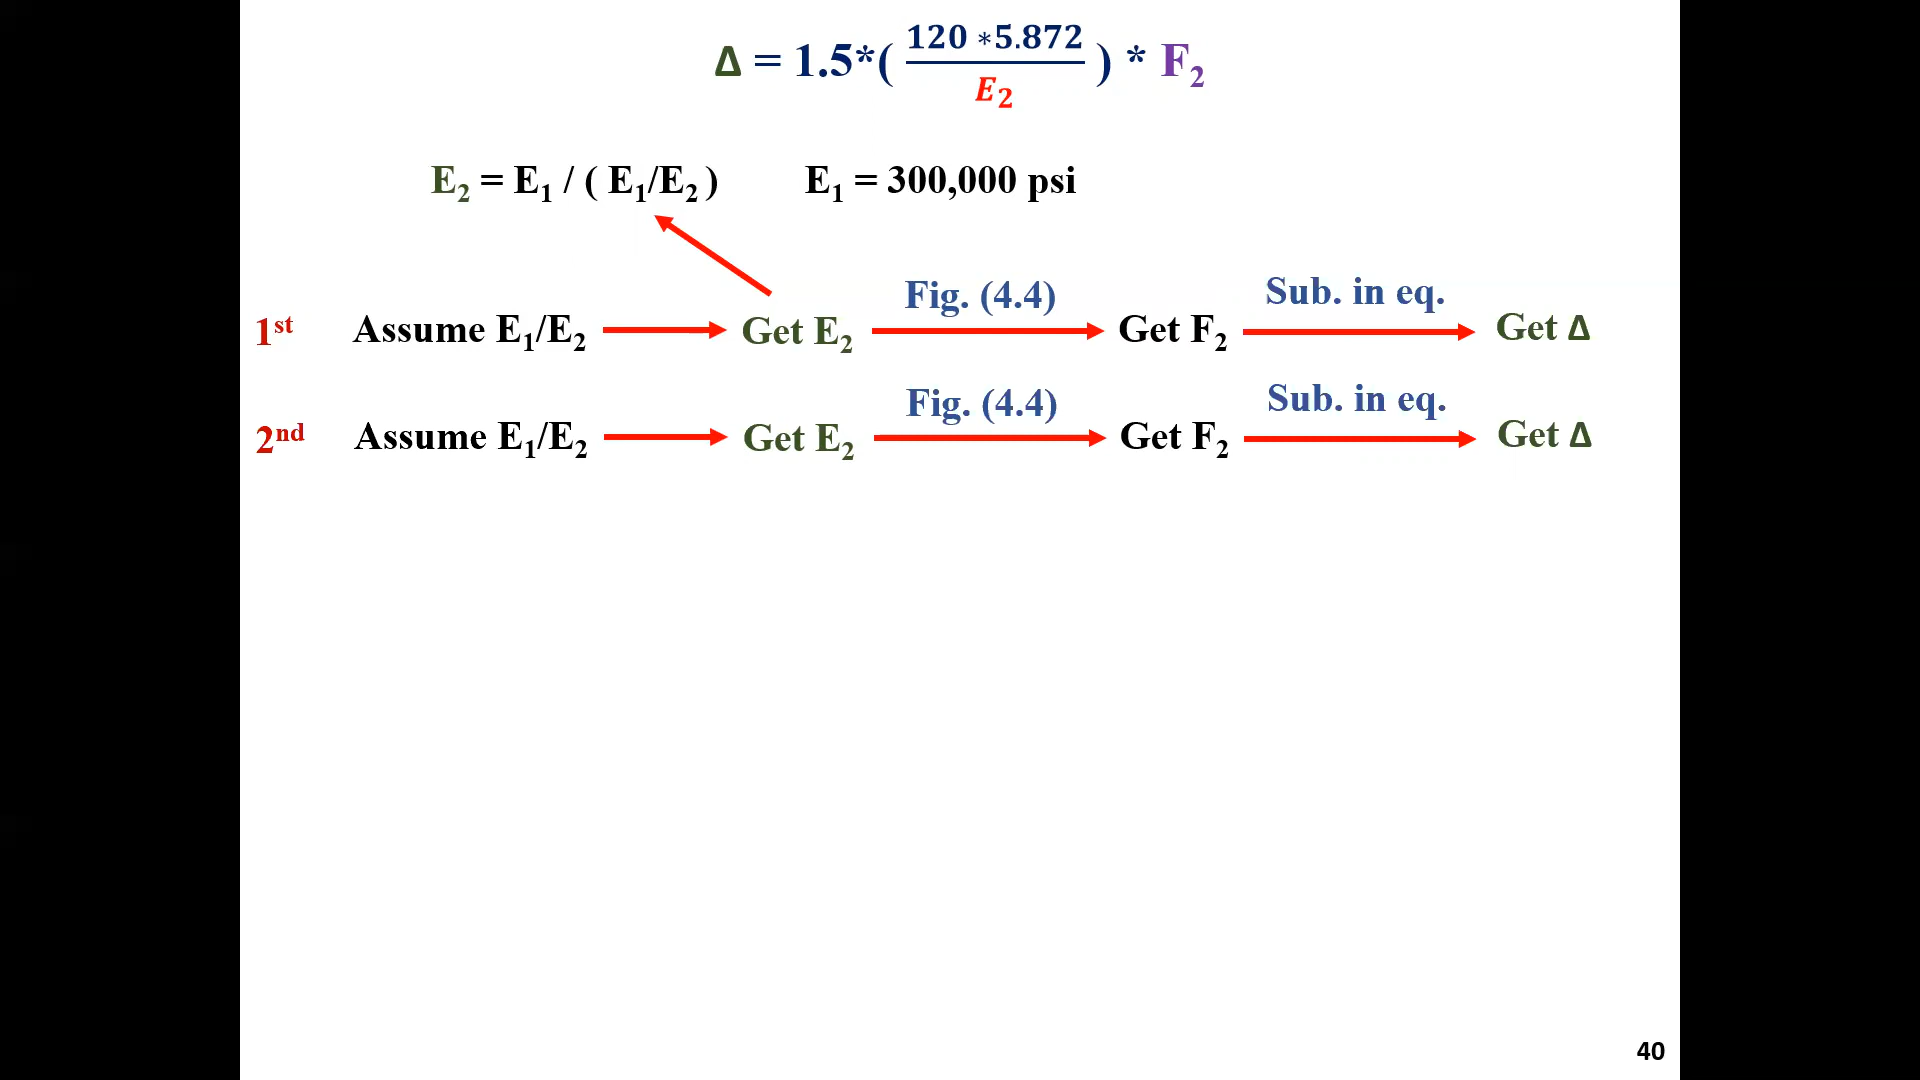 Δ = 1.5*( 120 *5.872 / E₂ ) * F₂
E₂ = E₁ / ( E₁/E₂ ) E₁ = 300,000 psi
Fig. (4.4) Sub. in eq.
1st Assume E₁/E₂ Get E₂ Get F₂ Get Δ
Fig. (4.4) Sub. in eq.
2nd Assume E₁/E₂ Get E₂ Get F₂ Get Δ
40